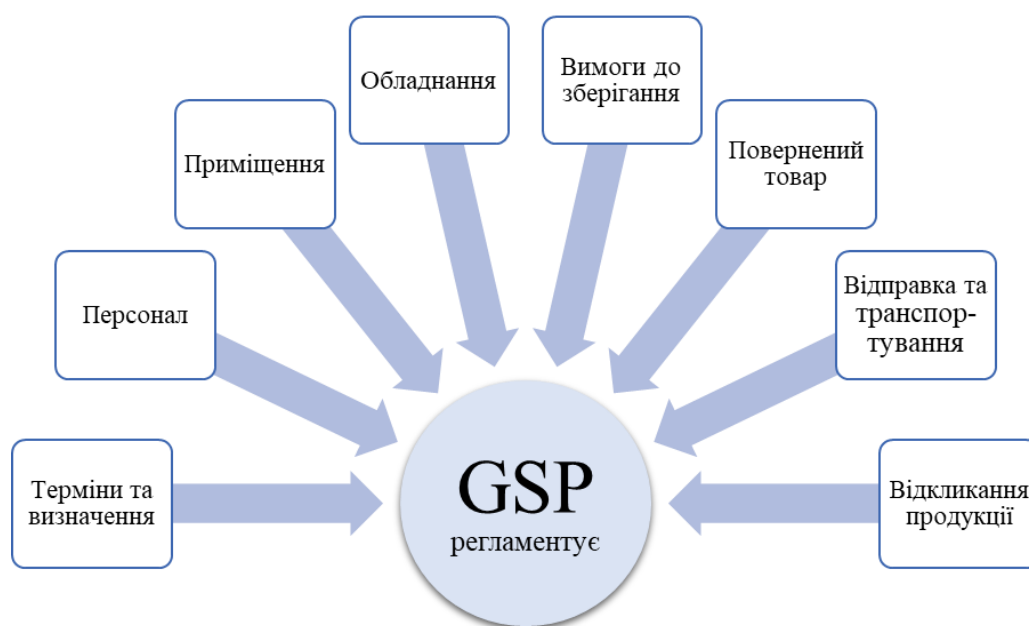 Терміни та
визначення
Персонал
Приміщення
Обладнання
Вимоги до
зберігання
Повернений
товар
Відправка та
транспор-
тування
Відкликання
продукції
GSP
регламентує